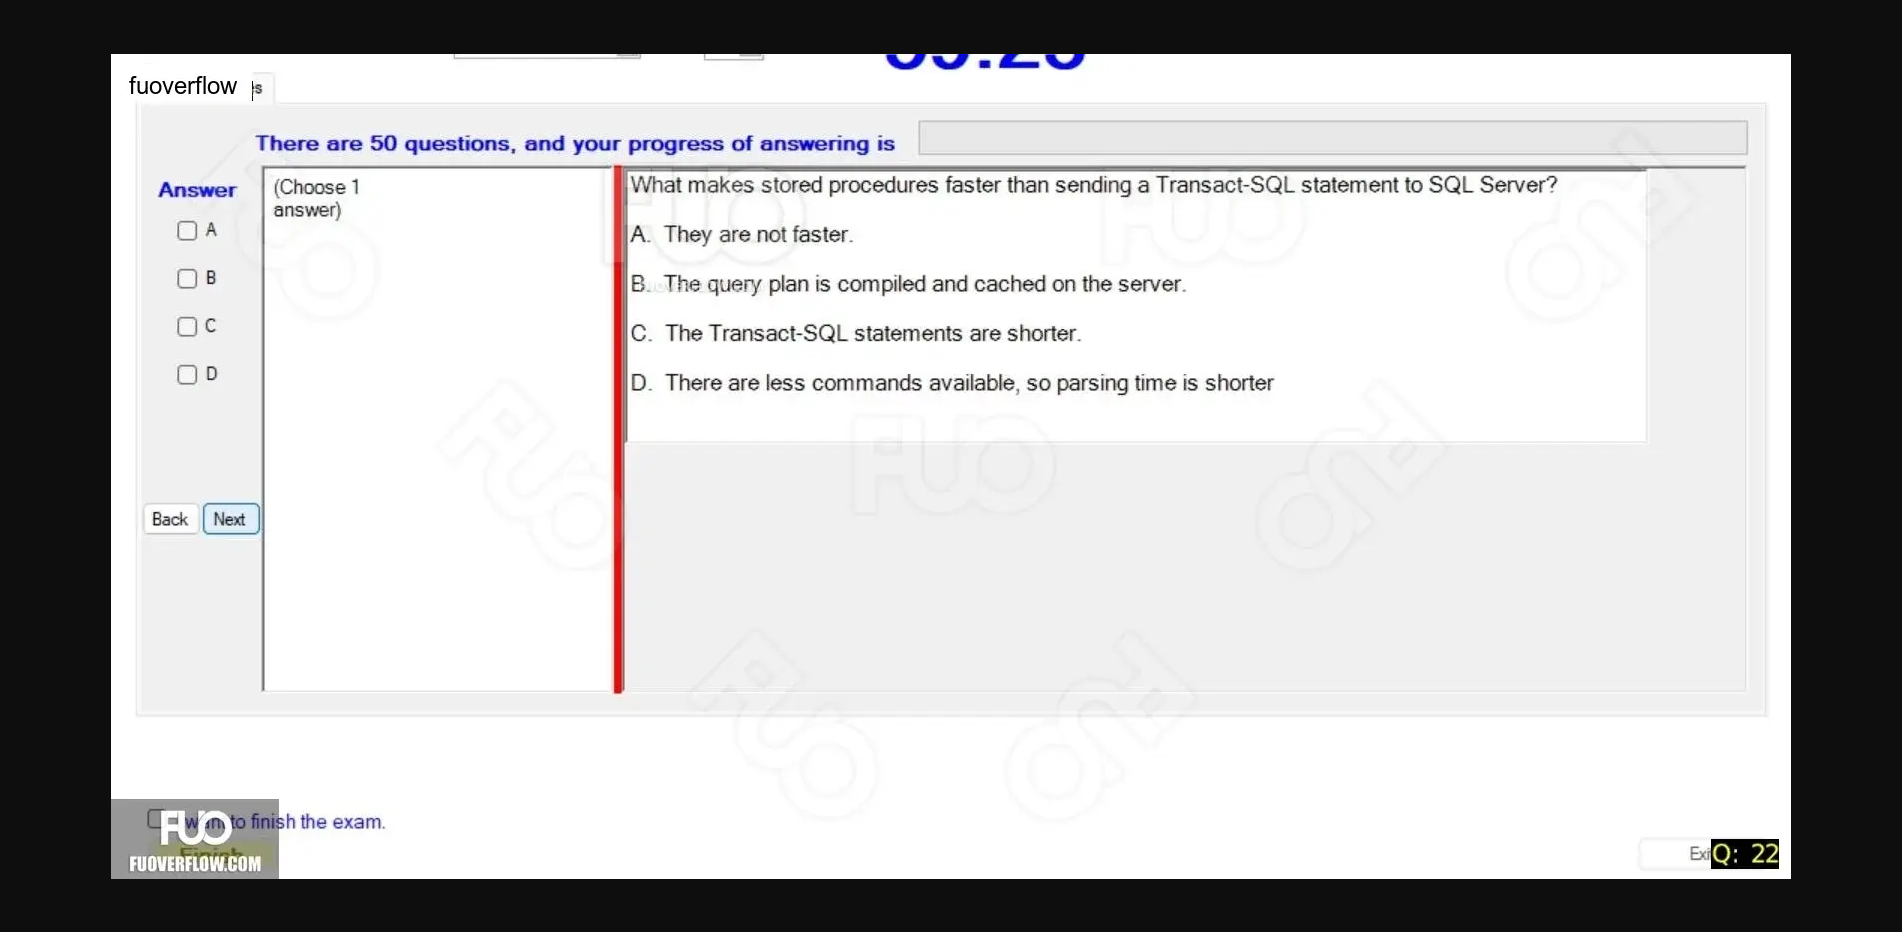 fuoverflow
There are 50 questions, and your progress of answering is
Answer
(Choose 1
answer)
A
B
C
D
Back
Next
What makes stored procedures faster than sending a Transact-SQL statement to SQL Server?
A. They are not faster.
B. The query plan is compiled and cached on the server.
C. The Transact-SQL statements are shorter.
D. There are less commands available, so parsing time is shorter
FUO
want to finish the exam.
Finish
FUOVERFLOW.COM
Q: 22